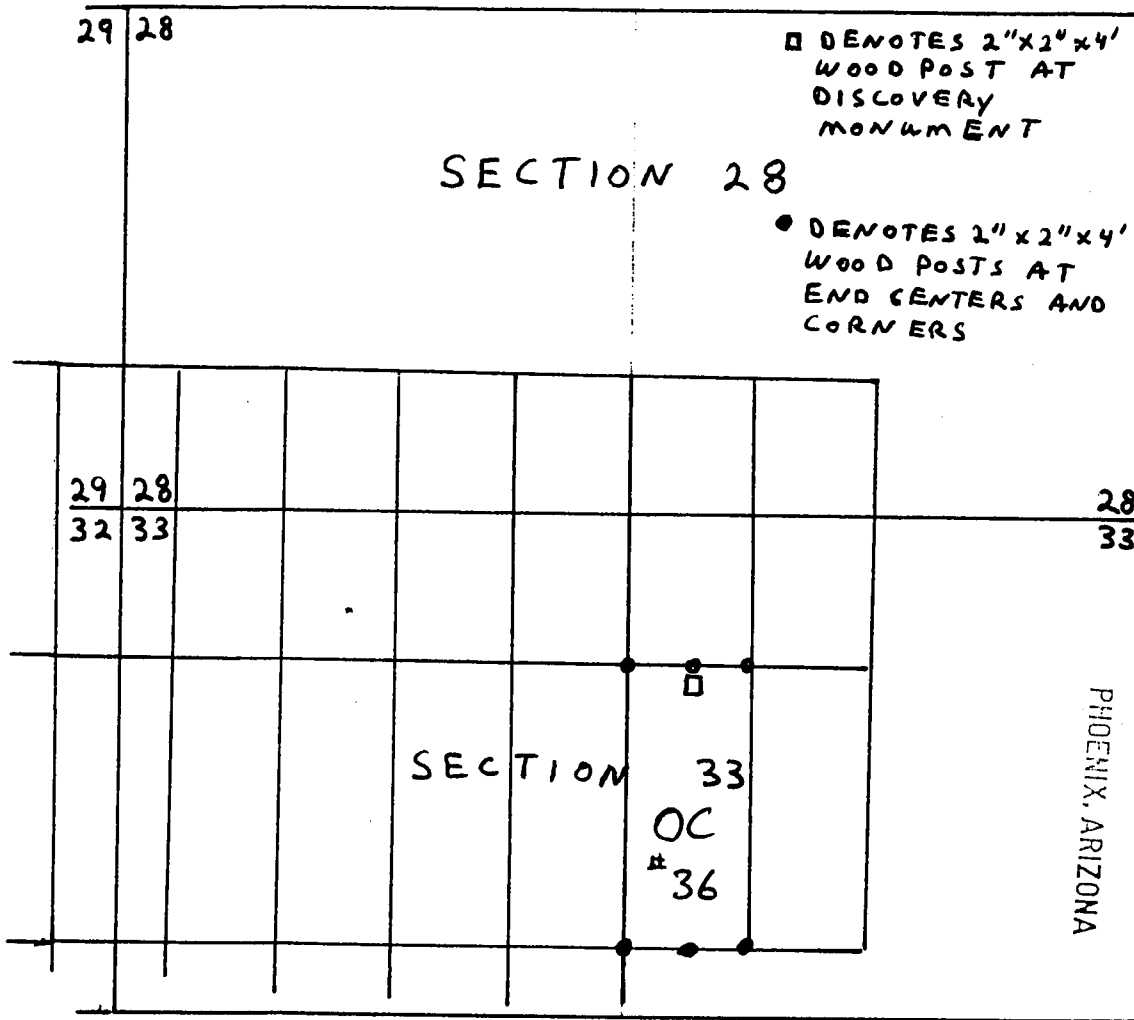 29 28
□ DENOTES 2"x2"x4'
WOOD POST AT
DISCOVERY
MONUMENT
SECTION 28
● DENOTES 2"x2"x4'
WOOD POSTS AT
END CENTERS AND
CORNERS
29 28
32 33
28
33
SECTION 33
OC
#36
PHOENIX, ARIZONA